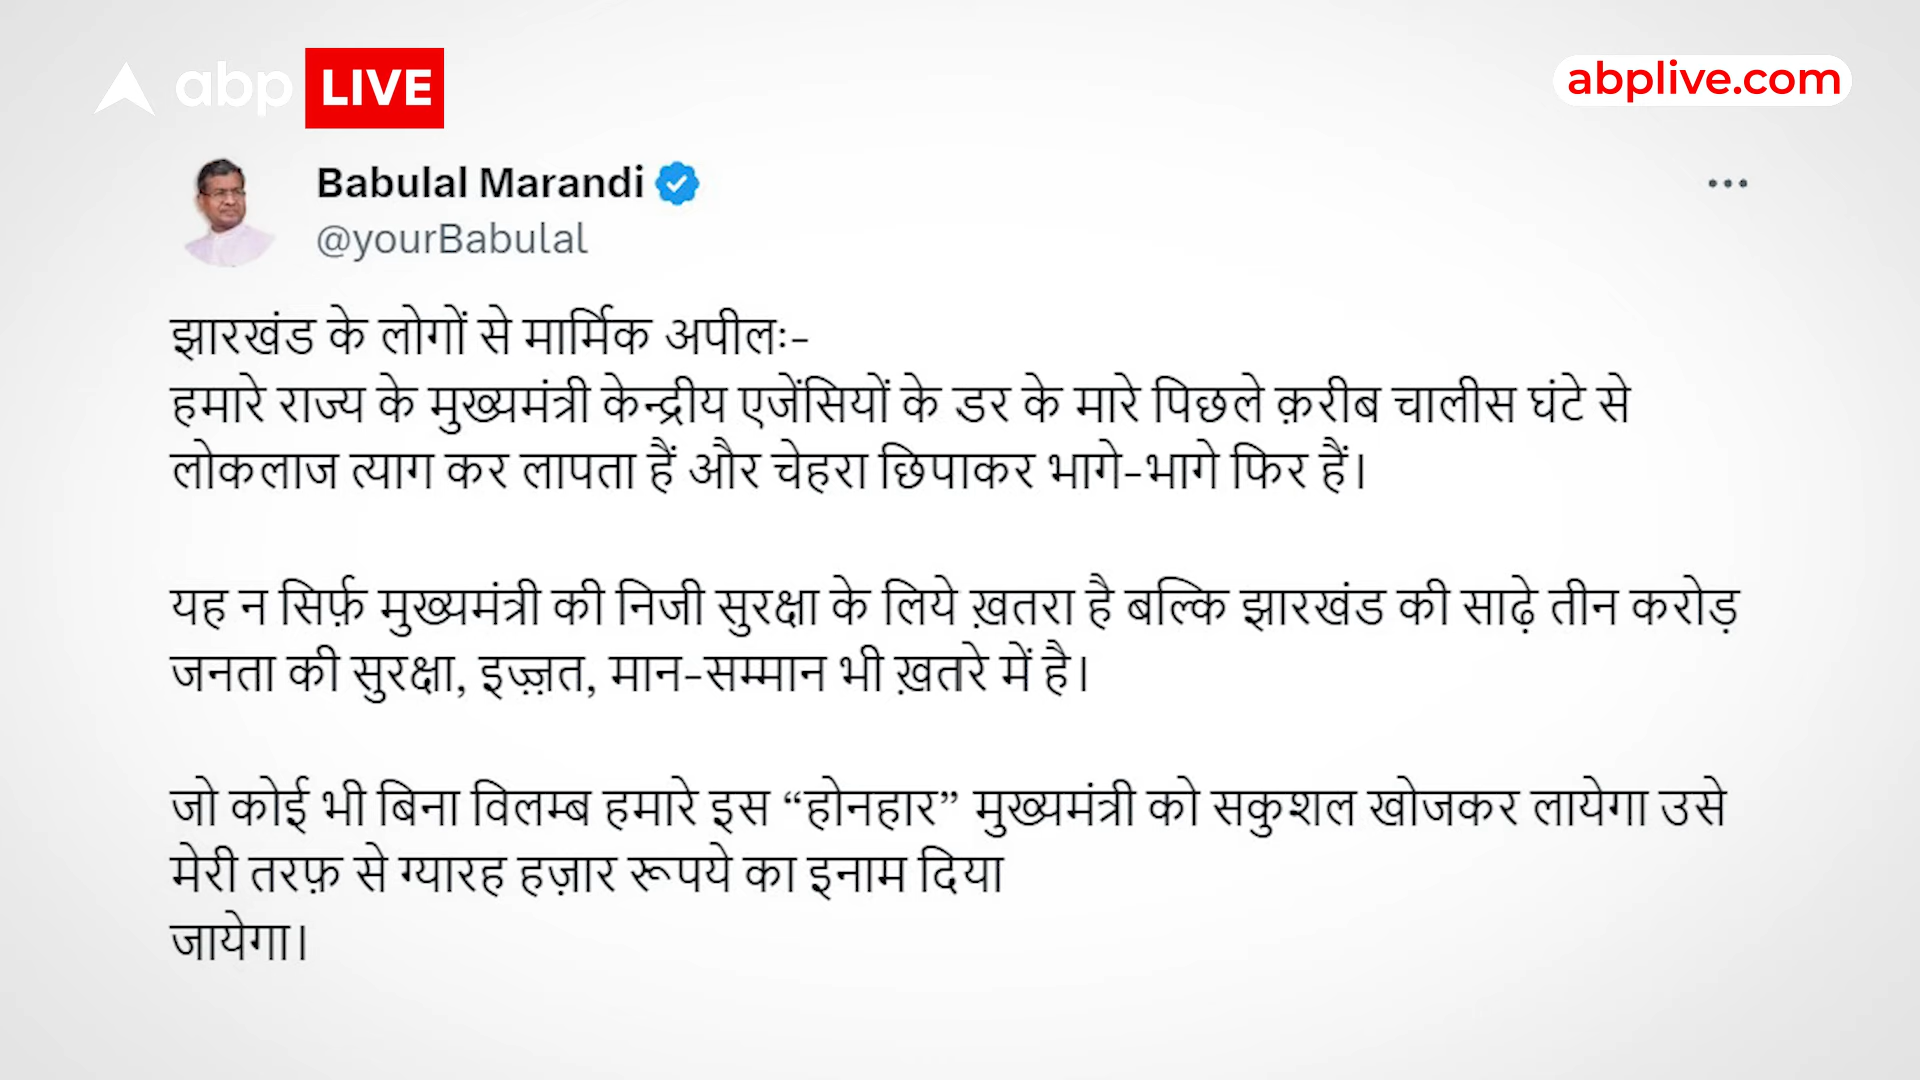 abp LIVE
abplive.com
Babulal Marandi
@yourBabulal
झारखंड के लोगों से मार्मिक अपीलः-
हमारे राज्य के मुख्यमंत्री केन्द्रीय एजेंसियों के डर के मारे पिछले क़रीब चालीस घंटे से
लोकलाज त्याग कर लापता हैं और चेहरा छिपाकर भागे-भागे फिर हैं।
यह न सिर्फ़ मुख्यमंत्री की निजी सुरक्षा के लिये ख़तरा है बल्कि झारखंड की साढ़े तीन करोड़
जनता की सुरक्षा, इज़्ज़त, मान-सम्मान भी ख़तरे में है।
जो कोई भी बिना विलम्ब हमारे इस “होनहार” मुख्यमंत्री को सकुशल खोजकर लायेगा उसे
मेरी तरफ़ से ग्यारह हज़ार रूपये का इनाम दिया
जायेगा।